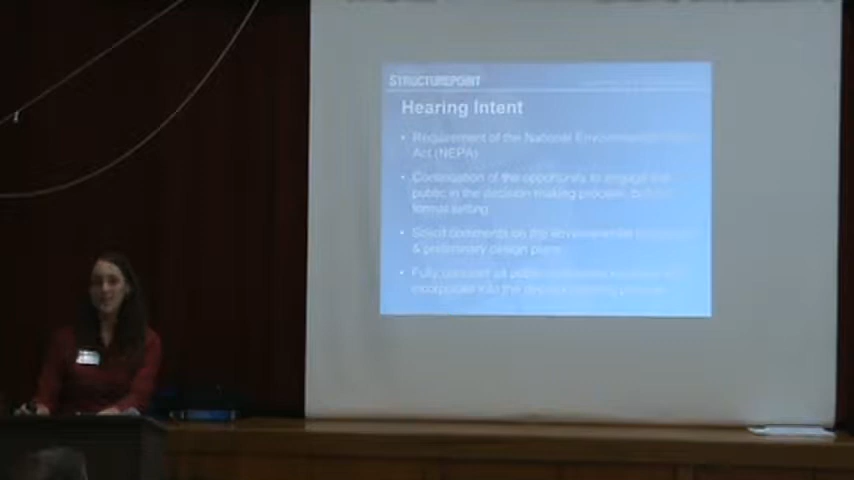 STRUCTUREPOINT
Hearing Intent
• Requirement of the National Environmental
Act (NEPA)
• Continuation of the opportunity to engage the
public in the decision making process,
formal setting
• Solicit comments on the environmental
& preliminary design plans
• Fully consider all public
incorporate into the decision making process